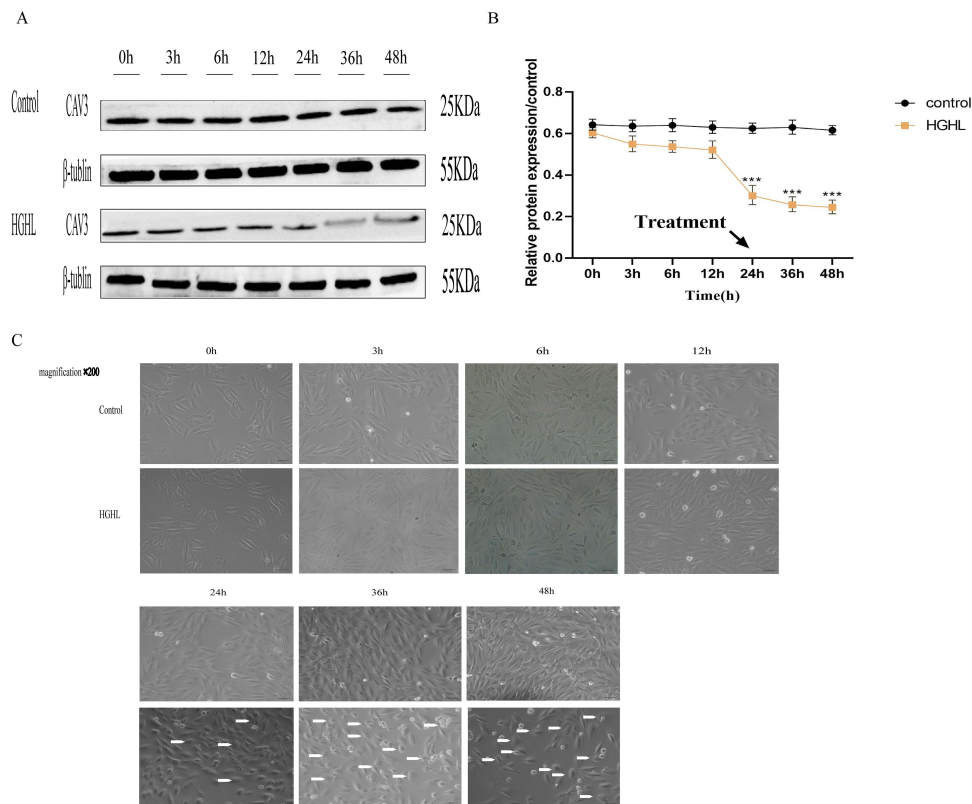 A
0h 3h 6h 12h 24h 36h 48h
Control CAV3 25KDa
β-tublin 55KDa
HGHL CAV3 25KDa
β-tublin 55KDa
B
Relative protein expression/control
0.8
0.6
0.4
0.2
0.0
*** *** ***
Treatment
0h 3h 6h 12h 24h 36h 48h
Time(h)
control
HGHL
C
0h 3h 6h 12h
magnification ×200
Control
HGHL
24h 36h 48h